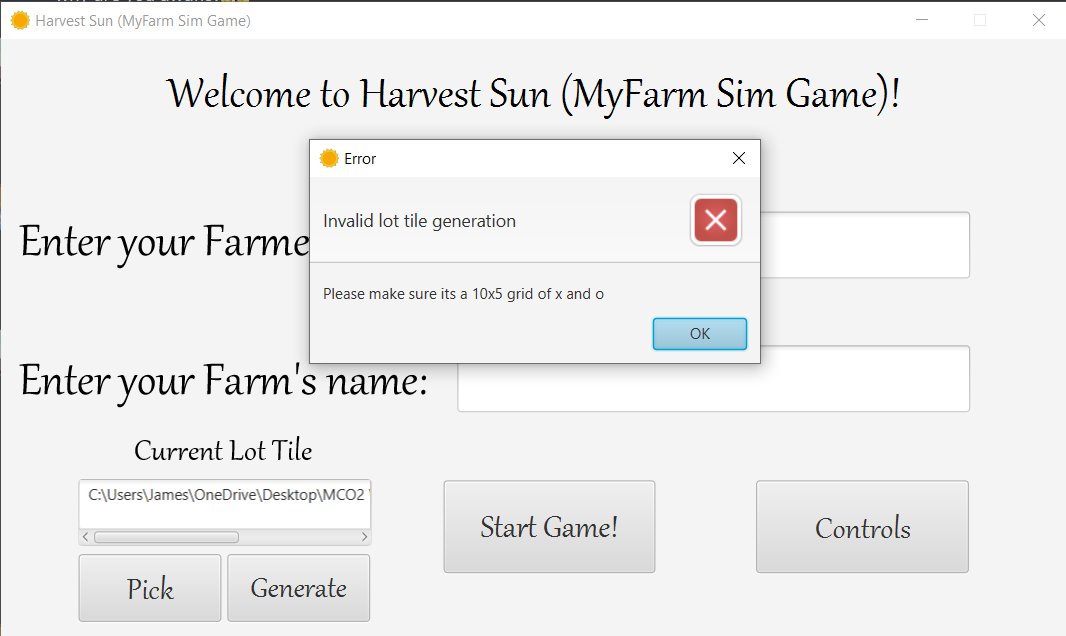 Harvest Sun (MyFarm Sim Game)
Welcome to Harvest Sun (MyFarm Sim Game)!
Error
Invalid lot tile generation
Please make sure its a 10x5 grid of x and o
OK
Enter your Farme
Enter your Farm's name:
Current Lot Tile
C:\Users\James\OneDrive\Desktop\MCO2
Pick
Generate
Start Game!
Controls